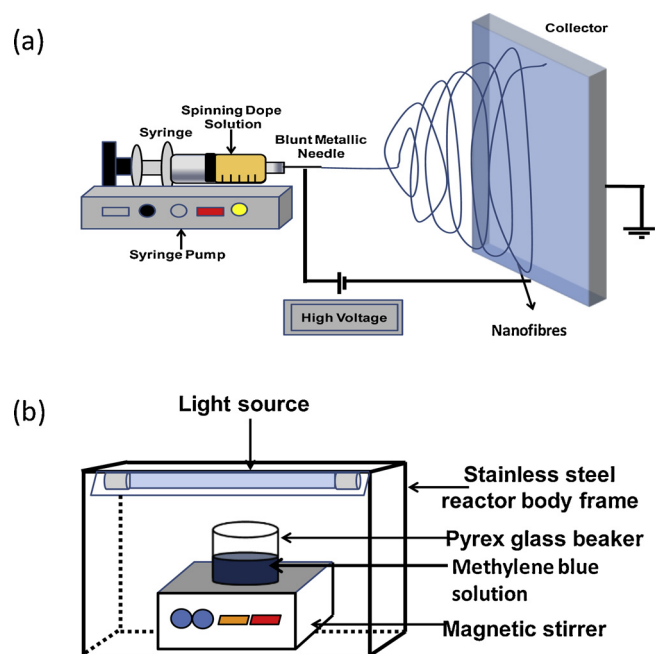 (a)
Collector
Spinning Dope
Solution
Syringe
Blunt Metallic
Needle
Syringe Pump
High Voltage
Nanofibres
(b)
Light source
Stainless steel
reactor body frame
Pyrex glass beaker
Methylene blue
solution
Magnetic stirrer